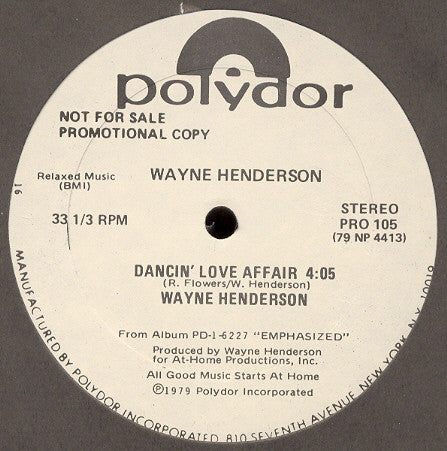 polydor
NOT FOR SALE
PROMOTIONAL COPY
Relaxed Music
(BMI)
WAYNE HENDERSON
16
33 1/3 RPM
STEREO
PRO 105
(79 NP 4413)
DANCIN' LOVE AFFAIR 4:05
(R. Flowers/W. Henderson)
WAYNE HENDERSON
From Album PD-1-6227 "EMPHASIZED"
Produced by Wayne Henderson
for At-Home Productions, Inc.
All Good Music Starts At Home
Ⓟ©1979 Polydor Incorporated
MANUFACTURED BY POLYDOR INCORPORATED, 810 SEVENTH AVENUE, NEW YORK, N.Y. 10019